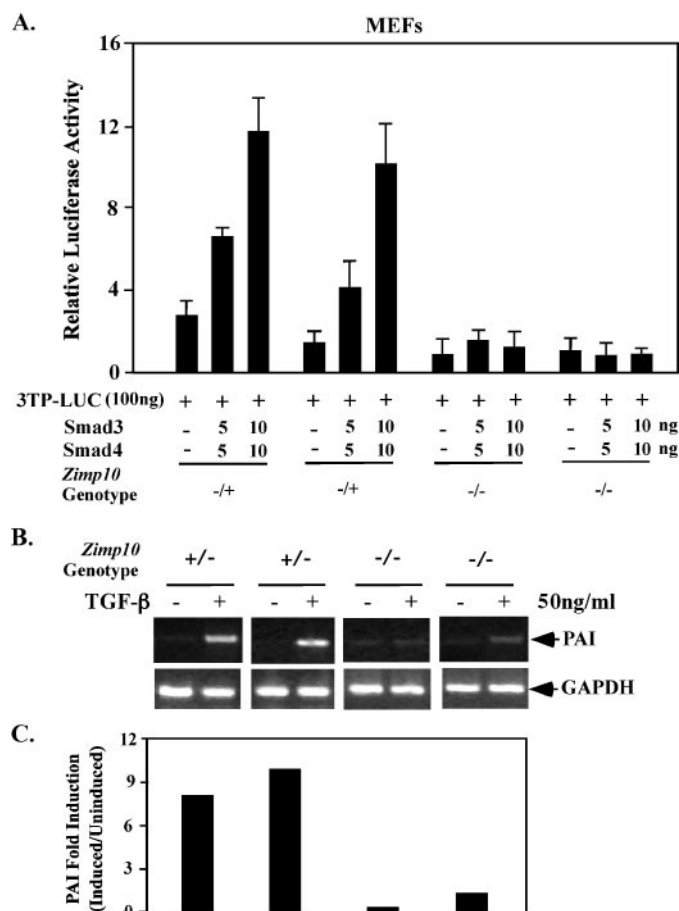 A.
MEFs
Relative Luciferase Activity
16
12
8
4
0
3TP-LUC (100ng) + + + + + + + + + + + +
Smad3 - 5 10 - 5 10 - 5 10 - 5 10 ng
Smad4 - 5 10 - 5 10 - 5 10 - 5 10 ng
Zimp10
Genotype -/+ -/+ -/- -/-
B.
Zimp10
Genotype +/- +/- -/- -/-
TGF-β - + - + - + - + 50ng/ml
PAI
GAPDH
C.
PAI Fold Induction
(Induced/Uninduced)
12
9
6
3
0